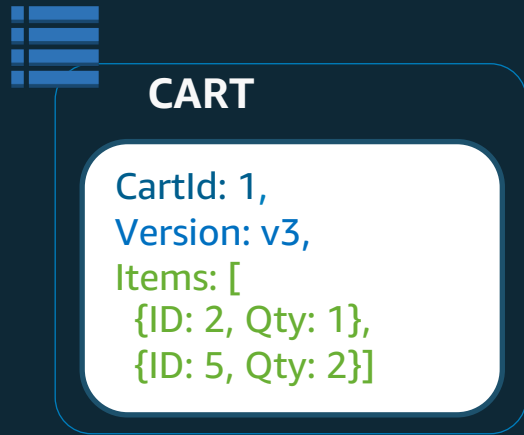 CART
CartId: 1,
Version: v3,
Items: [
{ID: 2, Qty: 1},
{ID: 5, Qty: 2}]